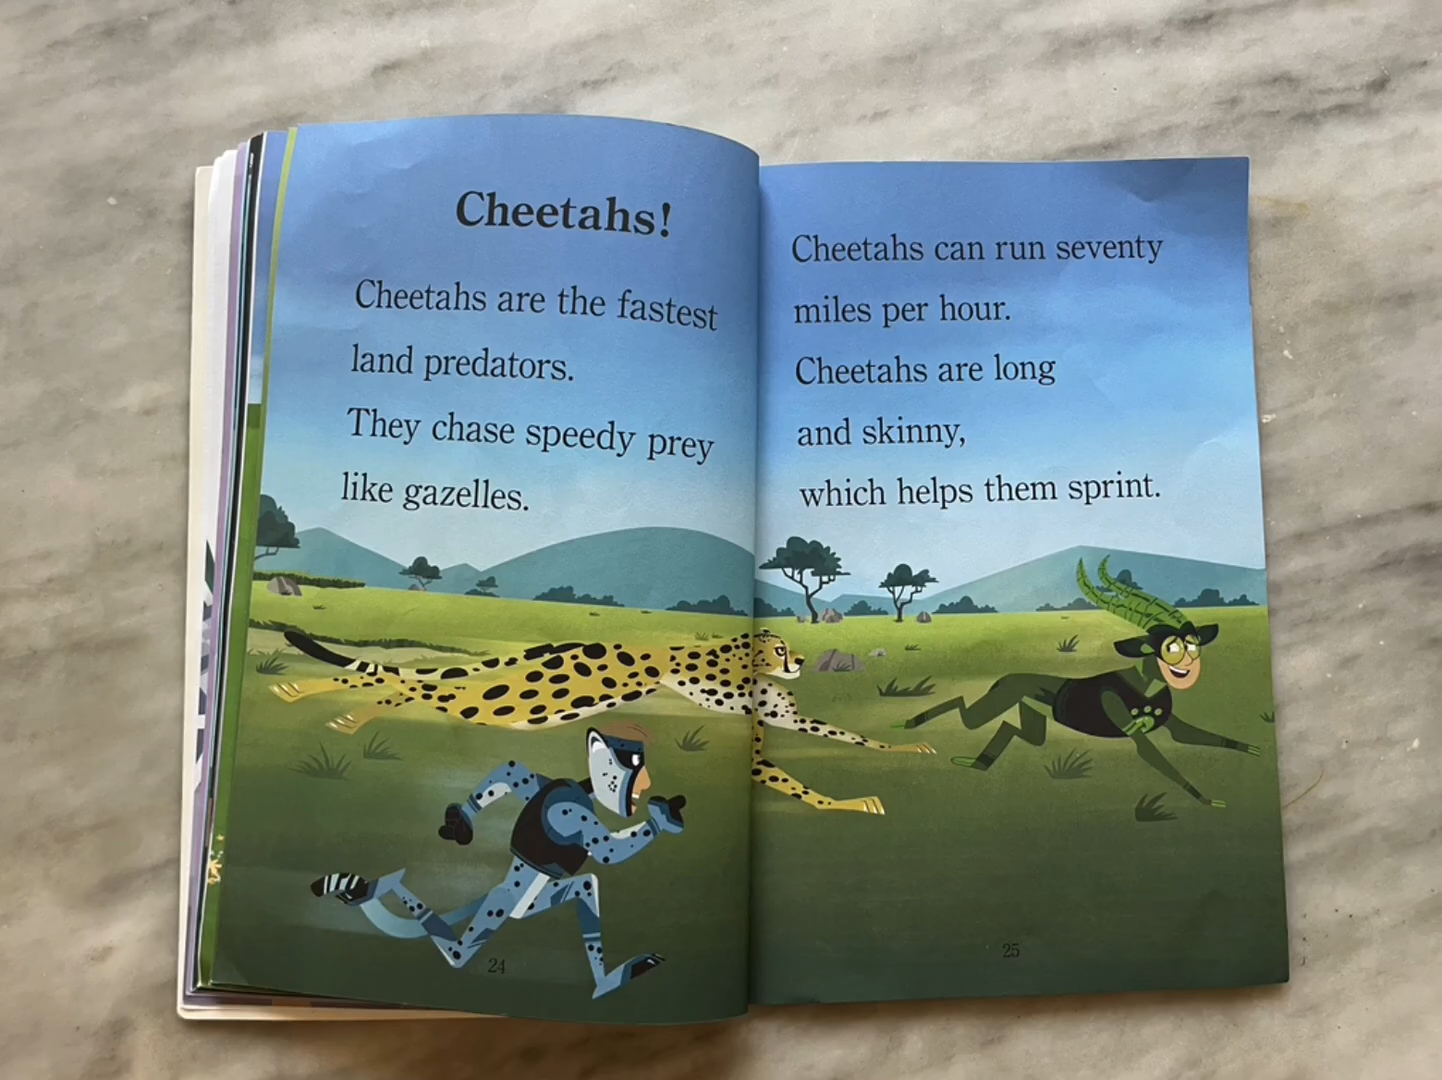 Cheetahs!
Cheetahs are the fastest
land predators.
They chase speedy prey
like gazelles.
24
Cheetahs can run seventy
miles per hour.
Cheetahs are long
and skinny,
which helps them sprint.
25